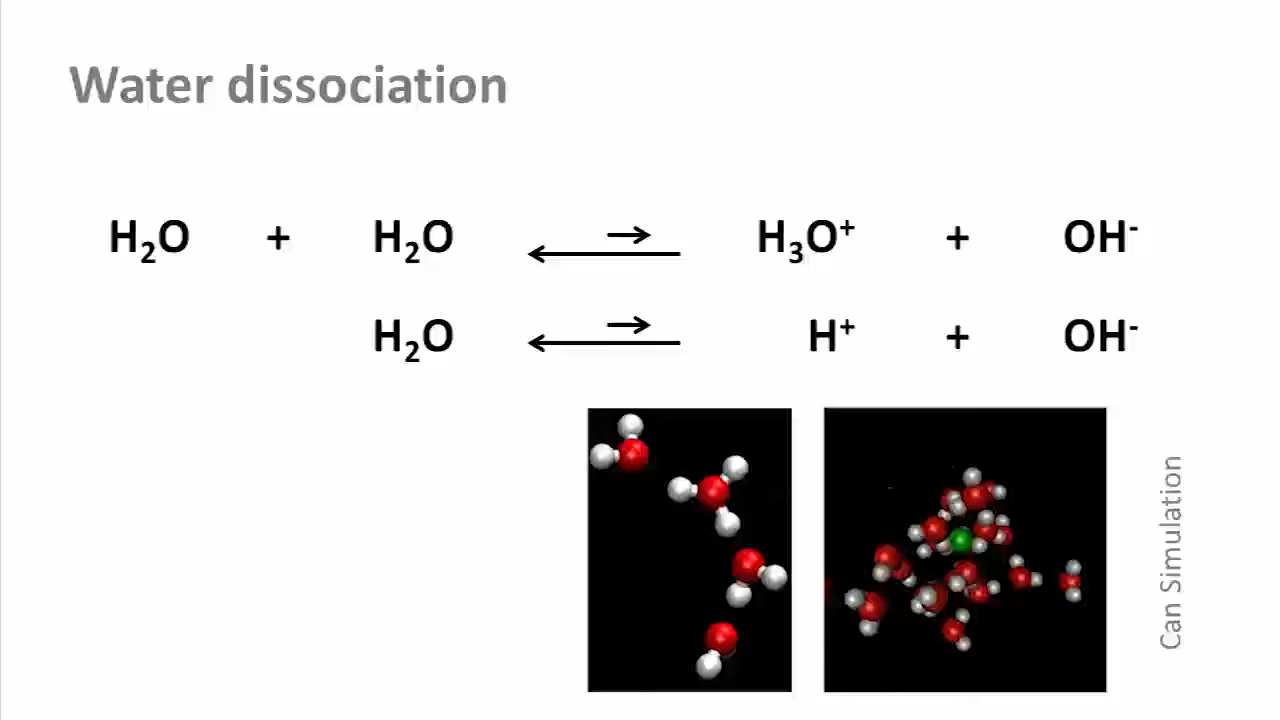 Water dissociation
H₂O + H₂O ⇄ H₃O⁺ + OH⁻
H₂O ⇄ H⁺ + OH⁻
Can Simulation